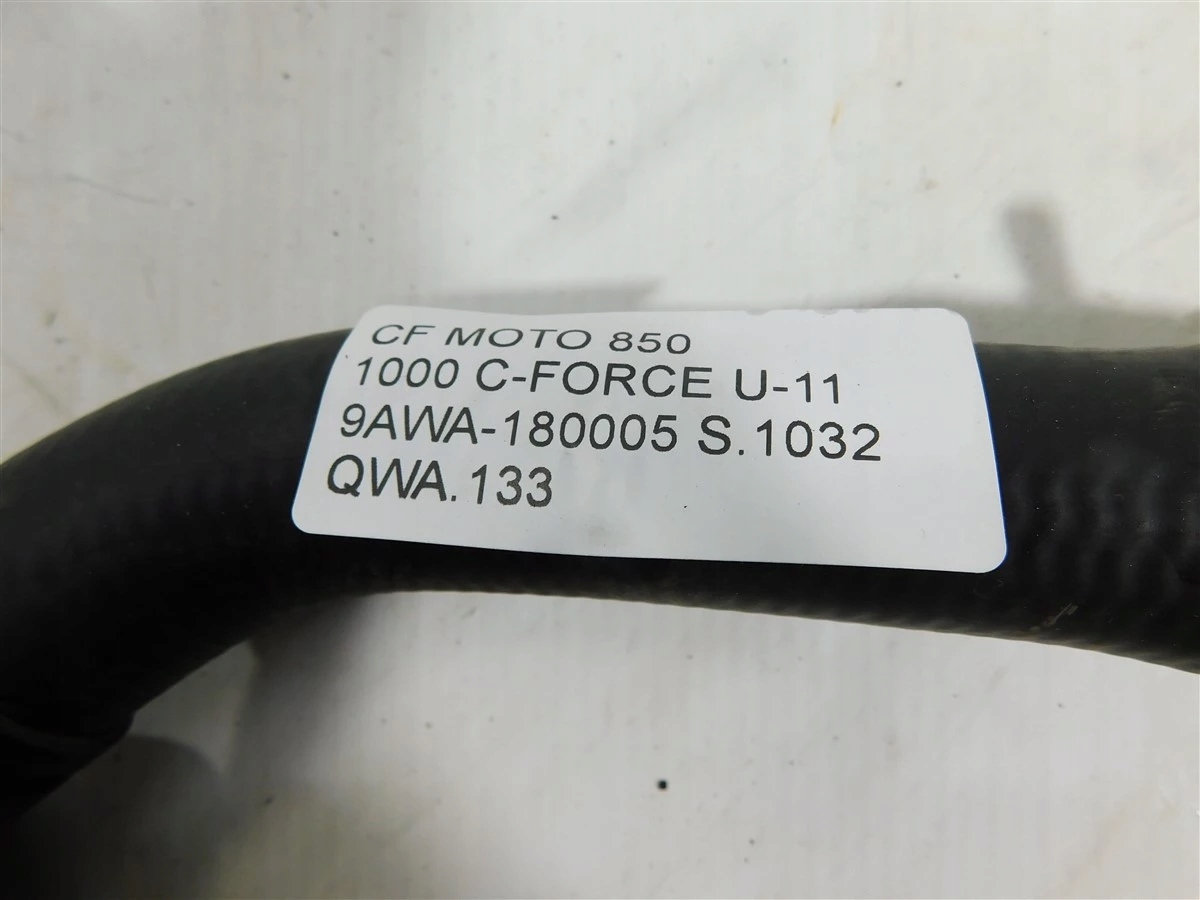 CF MOTO 850
1000 C-FORCE U-11
9AWA-180005 S.1032
QWA.133